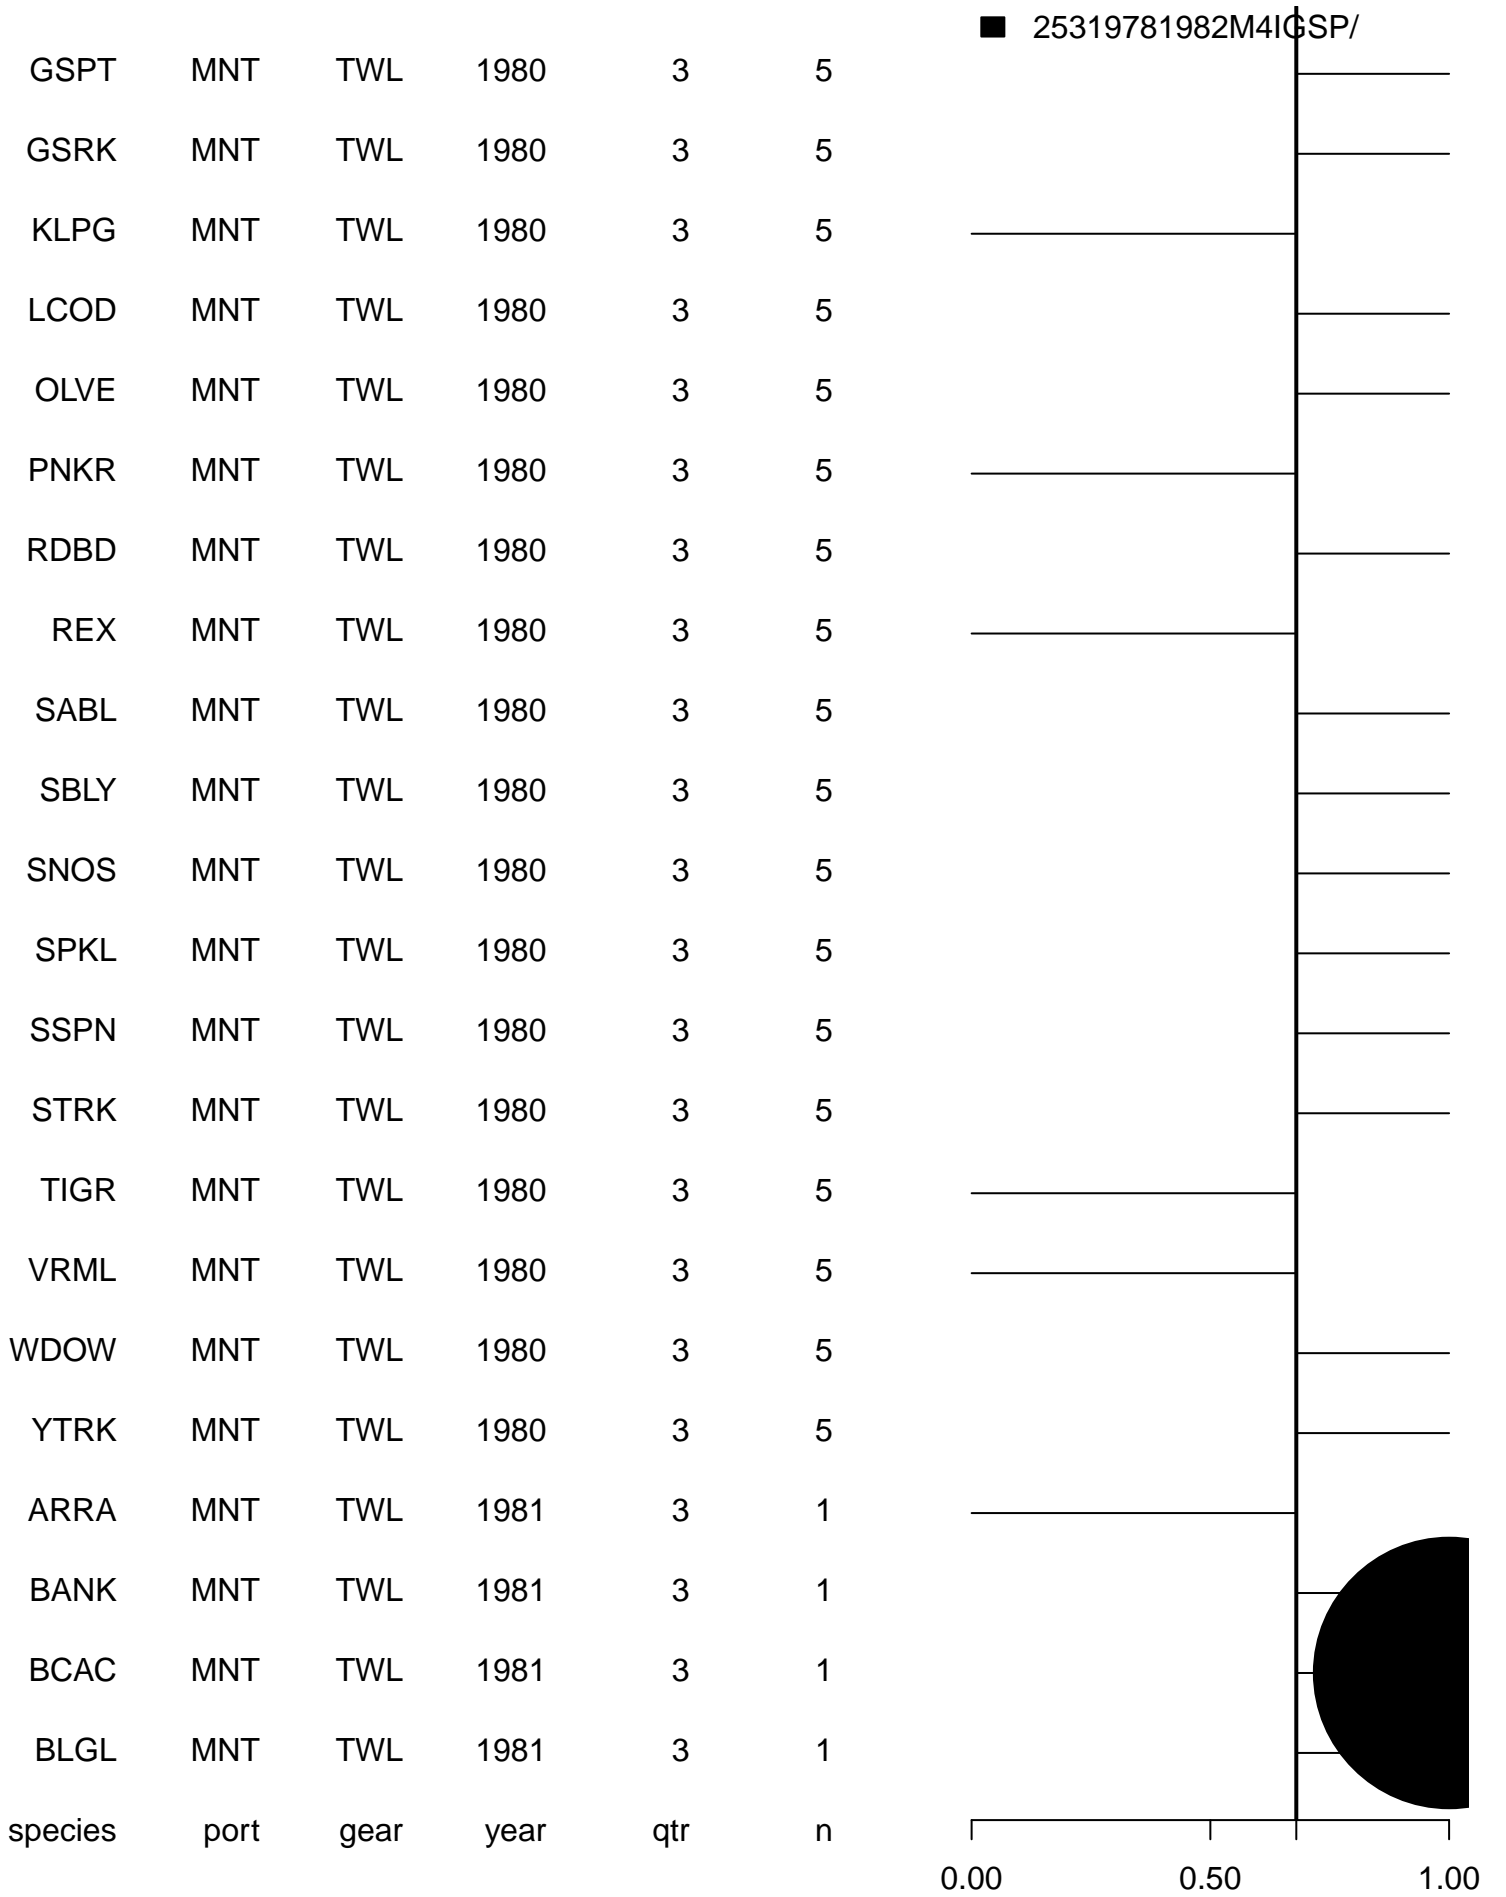 25319781982M4IGSP/
GSPT MNT TWL 1980 3 5
GSRK MNT TWL 1980 3 5
KLPG MNT TWL 1980 3 5
LCOD MNT TWL 1980 3 5
OLVE MNT TWL 1980 3 5
PNKR MNT TWL 1980 3 5
RDBD MNT TWL 1980 3 5
REX MNT TWL 1980 3 5
SABL MNT TWL 1980 3 5
SBLY MNT TWL 1980 3 5
SNOS MNT TWL 1980 3 5
SPKL MNT TWL 1980 3 5
SSPN MNT TWL 1980 3 5
STRK MNT TWL 1980 3 5
TIGR MNT TWL 1980 3 5
VRML MNT TWL 1980 3 5
WDOW MNT TWL 1980 3 5
YTRK MNT TWL 1980 3 5
ARRA MNT TWL 1981 3 1
BANK MNT TWL 1981 3 1
BCAC MNT TWL 1981 3 1
BLGL MNT TWL 1981 3 1
species port gear year qtr n
0.00 0.50 1.00